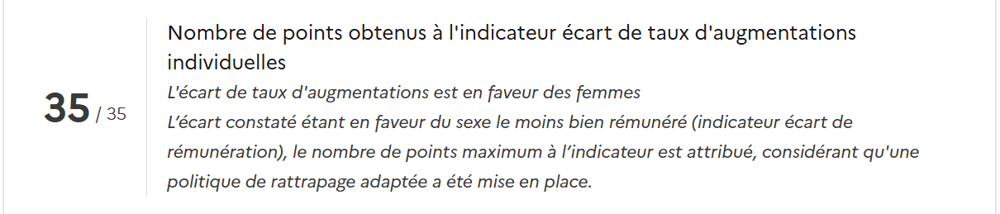 Nombre de points obtenus à l'indicateur écart de taux d'augmentations
individuelles
L'écart de taux d'augmentations est en faveur des femmes
35 / 35
L’écart constaté étant en faveur du sexe le moins bien rémunéré (indicateur écart de
rémunération), le nombre de points maximum à l’indicateur est attribué, considérant qu'une
politique de rattrapage adaptée a été mise en place.